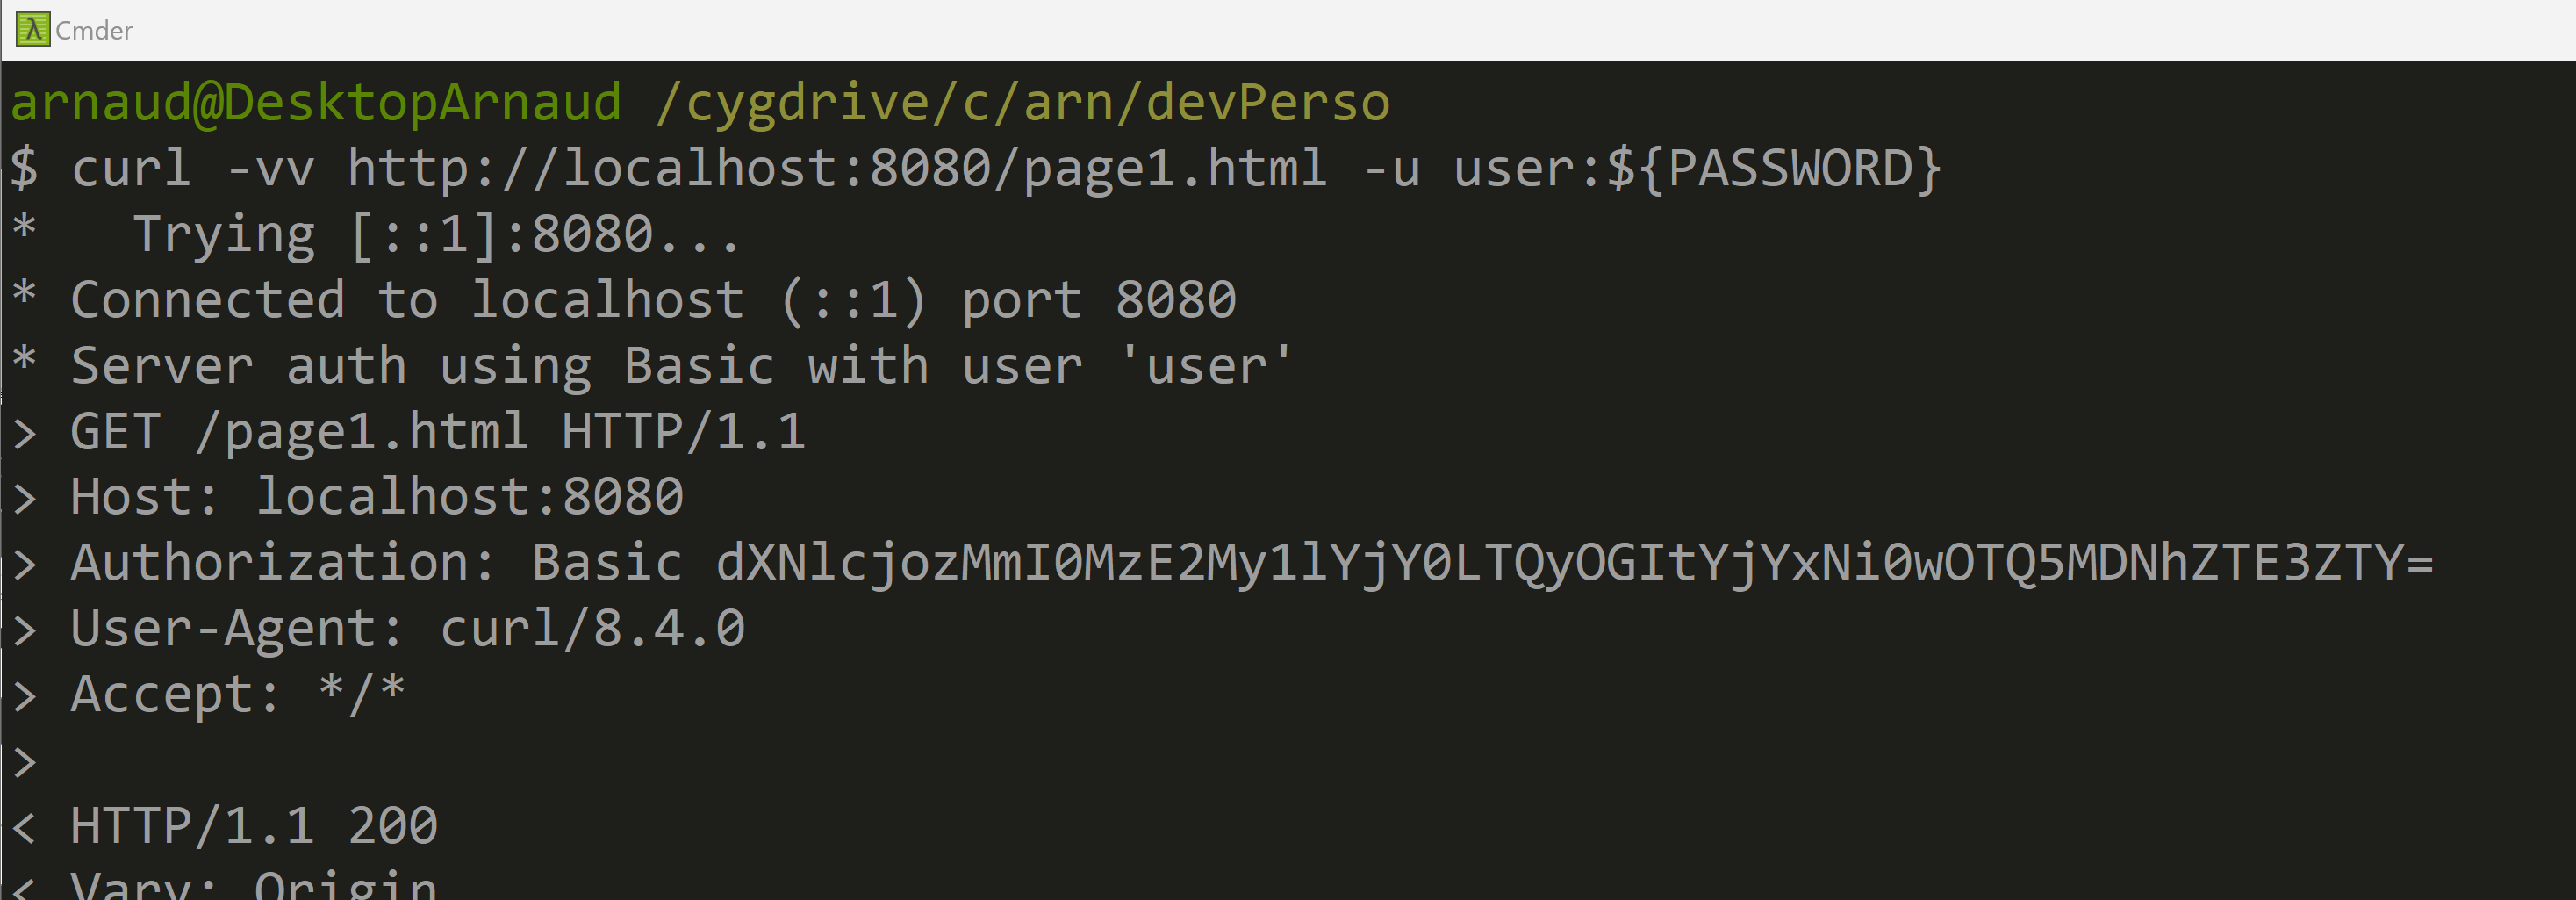 Cmder
arnaud@DesktopArnaud /cygdrive/c/arn/devPerso
$ curl -vv http://localhost:8080/page1.html -u user:${PASSWORD}
*   Trying [::1]:8080...
* Connected to localhost (::1) port 8080
* Server auth using Basic with user 'user'
> GET /page1.html HTTP/1.1
> Host: localhost:8080
> Authorization: Basic dXNlcjozMmI0MzE2My1lYjY0LTQyOGItYjYxNi0wOTQ5MDNhZTE3ZTY=
> User-Agent: curl/8.4.0
> Accept: */*
>
< HTTP/1.1 200
< Vary: Origin